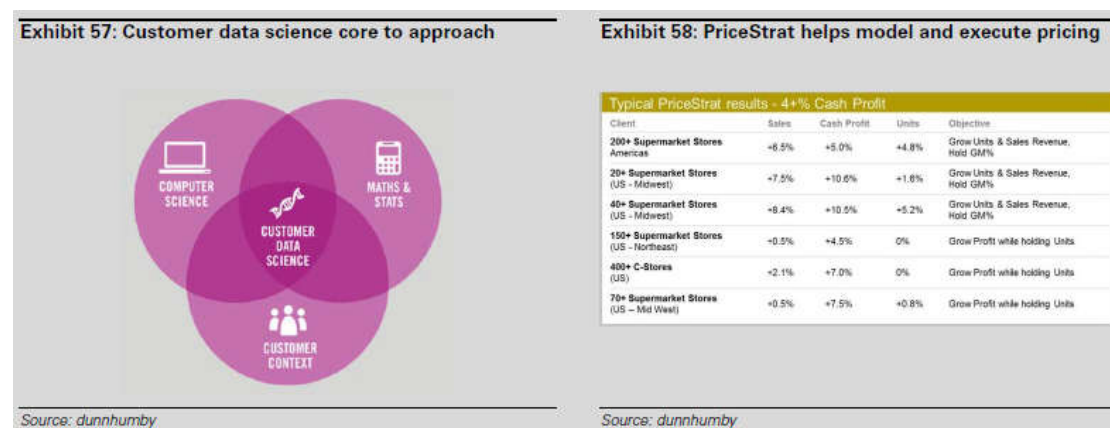 Exhibit 57: Customer data science core to approach
COMPUTER
SCIENCE
MATHS &
STATS
CUSTOMER
DATA
SCIENCE
CUSTOMER
CONTEXT
Source: dunnhumby
Exhibit 58: PriceStrat helps model and execute pricing
Typical PriceStrat results - 4+% Cash Profit
Client Sales Cash Profit Units Objective
200+ Supermarket Stores +6.5% +5.0% +4.8% Grow Units & Sales Revenue,
Americas Hold GM%
20+ Supermarket Stores +7.5% +10.6% +1.6% Grow Units & Sales Revenue,
(US - Midwest) Hold GM%
40+ Supermarket Stores +8.4% +10.5% +5.2% Grow Units & Sales Revenue,
(US - Midwest) Hold GM%
150+ Supermarket Stores +0.5% +4.5% 0% Grow Profit while holding Units
(US - Northeast)
400+ C-Stores +2.1% +7.0% 0% Grow Profit while holding Units
(US)
70+ Supermarket Stores +0.5% +7.5% +0.8% Grow Profit while holding Units
(US – Mid West)
Source: dunnhumby